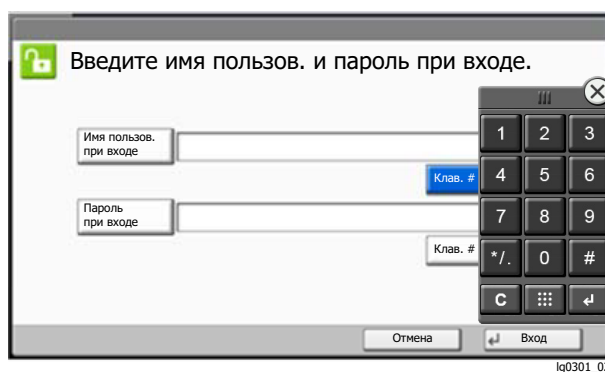 Введите имя пользов. и пароль при входе.
Имя пользов.
при входе
Клав. #
Пароль
при входе
Клав. #
1 2 3
4 5 6
7 8 9
*/. 0 #
C
Отмена
Вход